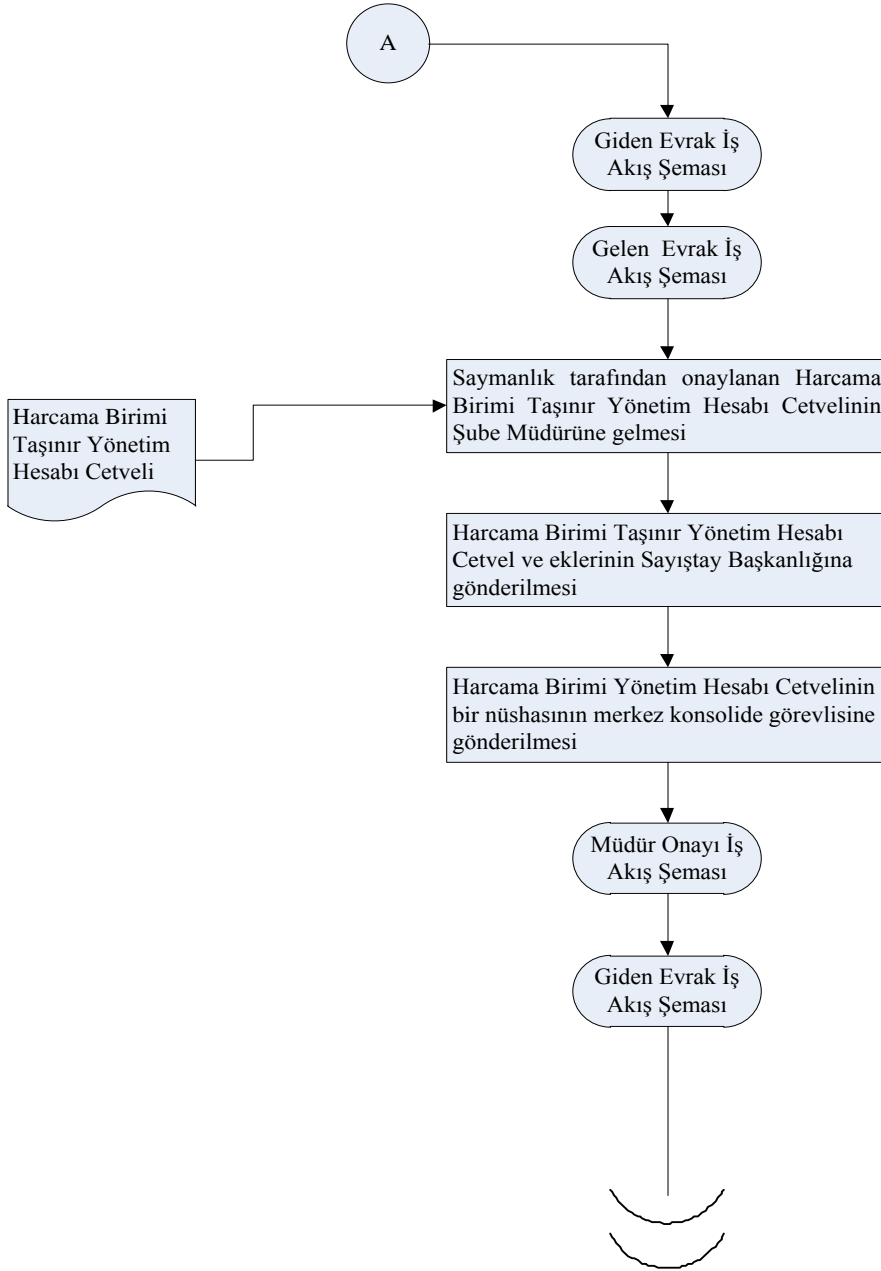 A
Giden Evrak İş
Akış Şeması
Gelen Evrak İş
Akış Şeması
Saymanlık tarafından onaylanan Harcama
Birimi Taşınır Yönetim Hesabı Cetvelinin
Şube Müdürüne gelmesi
Harcama Birimi
Taşınır Yönetim
Hesabı Cetveli
Harcama Birimi Taşınır Yönetim Hesabı
Cetvel ve eklerinin Sayıştay Başkanlığına
gönderilmesi
Harcama Birimi Yönetim Hesabı Cetvelinin
bir nüshasının merkez konsolide görevlisine
gönderilmesi
Müdür Onayı İş
Akış Şeması
Giden Evrak İş
Akış Şeması